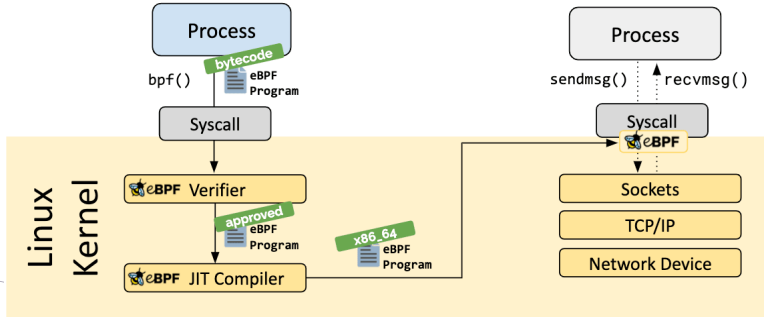 Process
bytecode
bpf()
eBPF
Program
Syscall
eBPF Verifier
approved
eBPF
Program
eBPF JIT Compiler
x86_64
eBPF
Program
Linux
Kernel
Process
sendmsg()
recvmsg()
Syscall
eBPF
Sockets
TCP/IP
Network Device